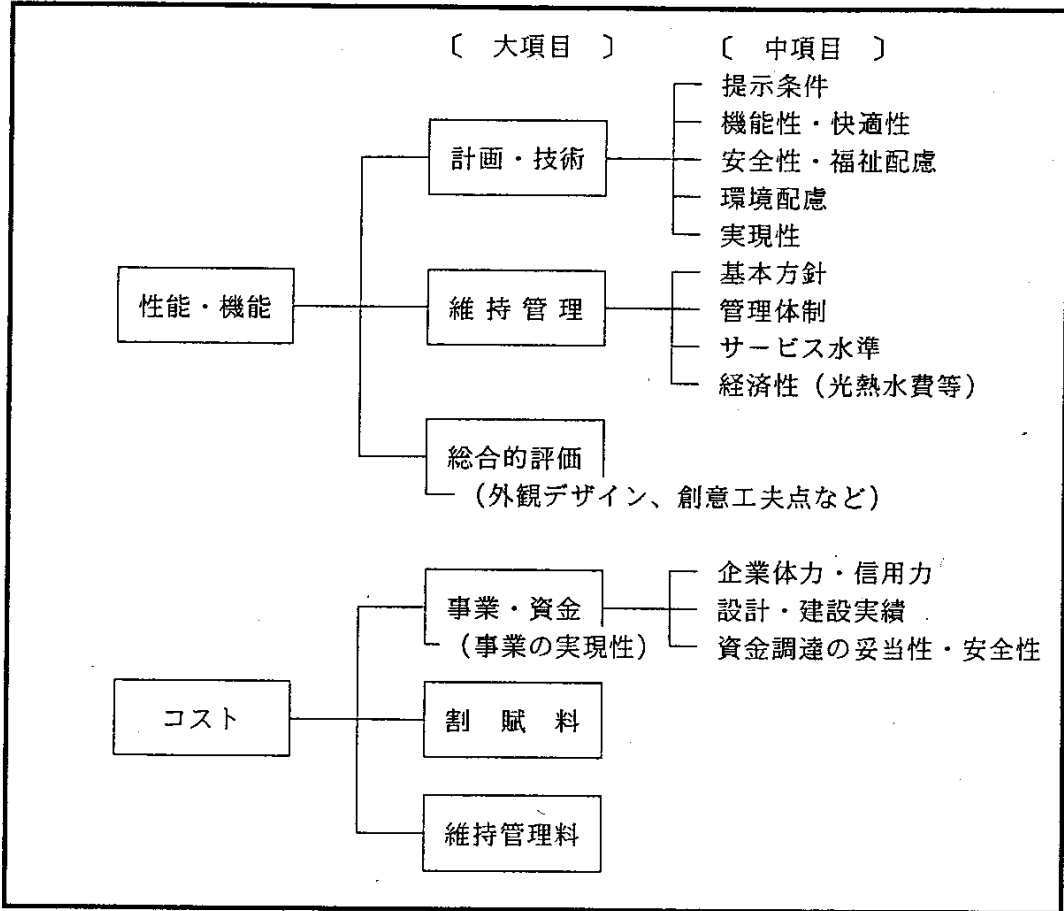 〔 大項目 〕 〔 中項目 〕
提示条件
機能性・快適性
計画・技術
安全性・福祉配慮
環境配慮
実現性
基本方針
性能・機能
維持管理
管理体制
サービス水準
経済性（光熱水費等）
総合的評価
（外観デザイン、創意工夫点など）
企業体力・信用力
事業・資金
設計・建設実績
（事業の実現性）
資金調達の妥当性・安全性
コスト
割賦料
維持管理料